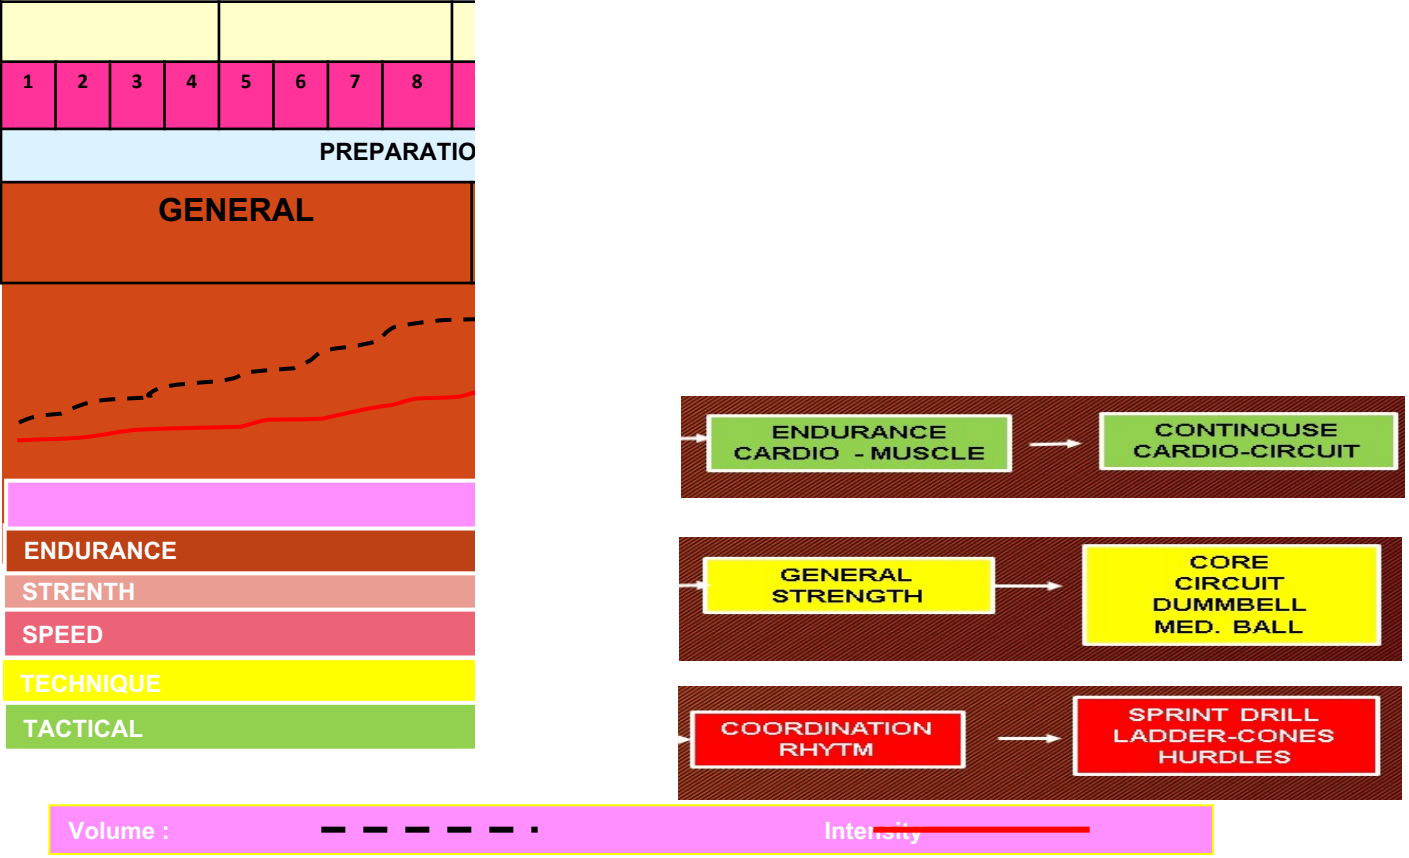 1 2 3 4 5 6 7 8
PREPARATIO
GENERAL
ENDURANCE
STRENTH
SPEED
TECHNIQUE
TACTICAL
ENDURANCE
CARDIO - MUSCLE
CONTINOUSE
CARDIO-CIRCUIT
GENERAL
STRENGTH
CORE
CIRCUIT
DUMMBELL
MED. BALL
COORDINATION
RHYTM
SPRINT DRILL
LADDER-CONES
HURDLES
Volume : Intensity